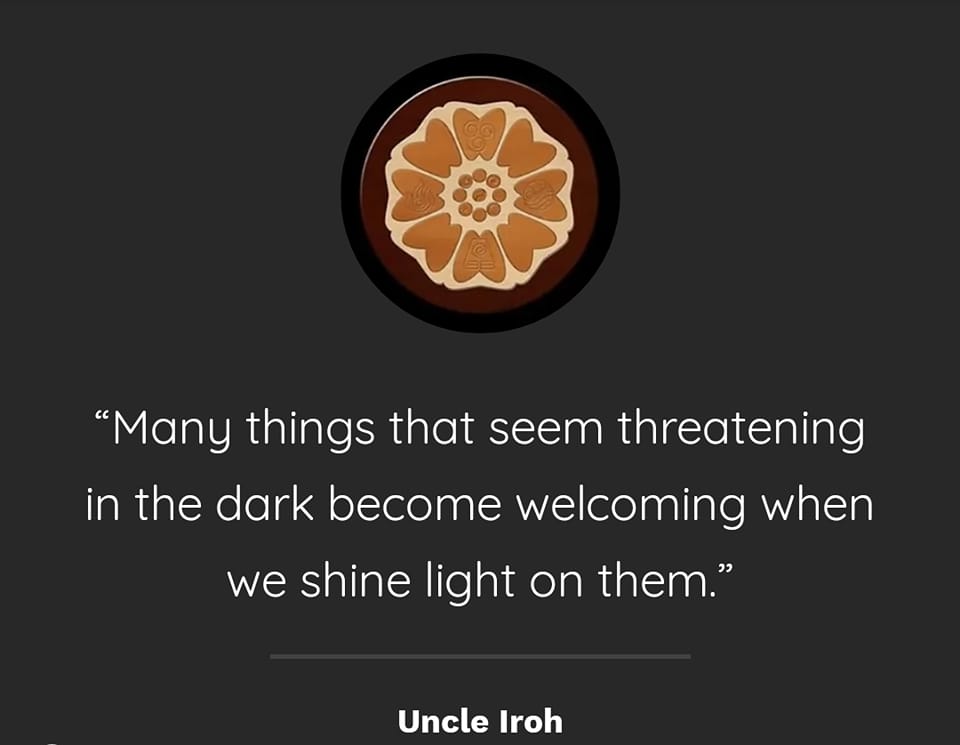 “Many things that seem threatening
in the dark become welcoming when
we shine light on them.”
Uncle Iroh